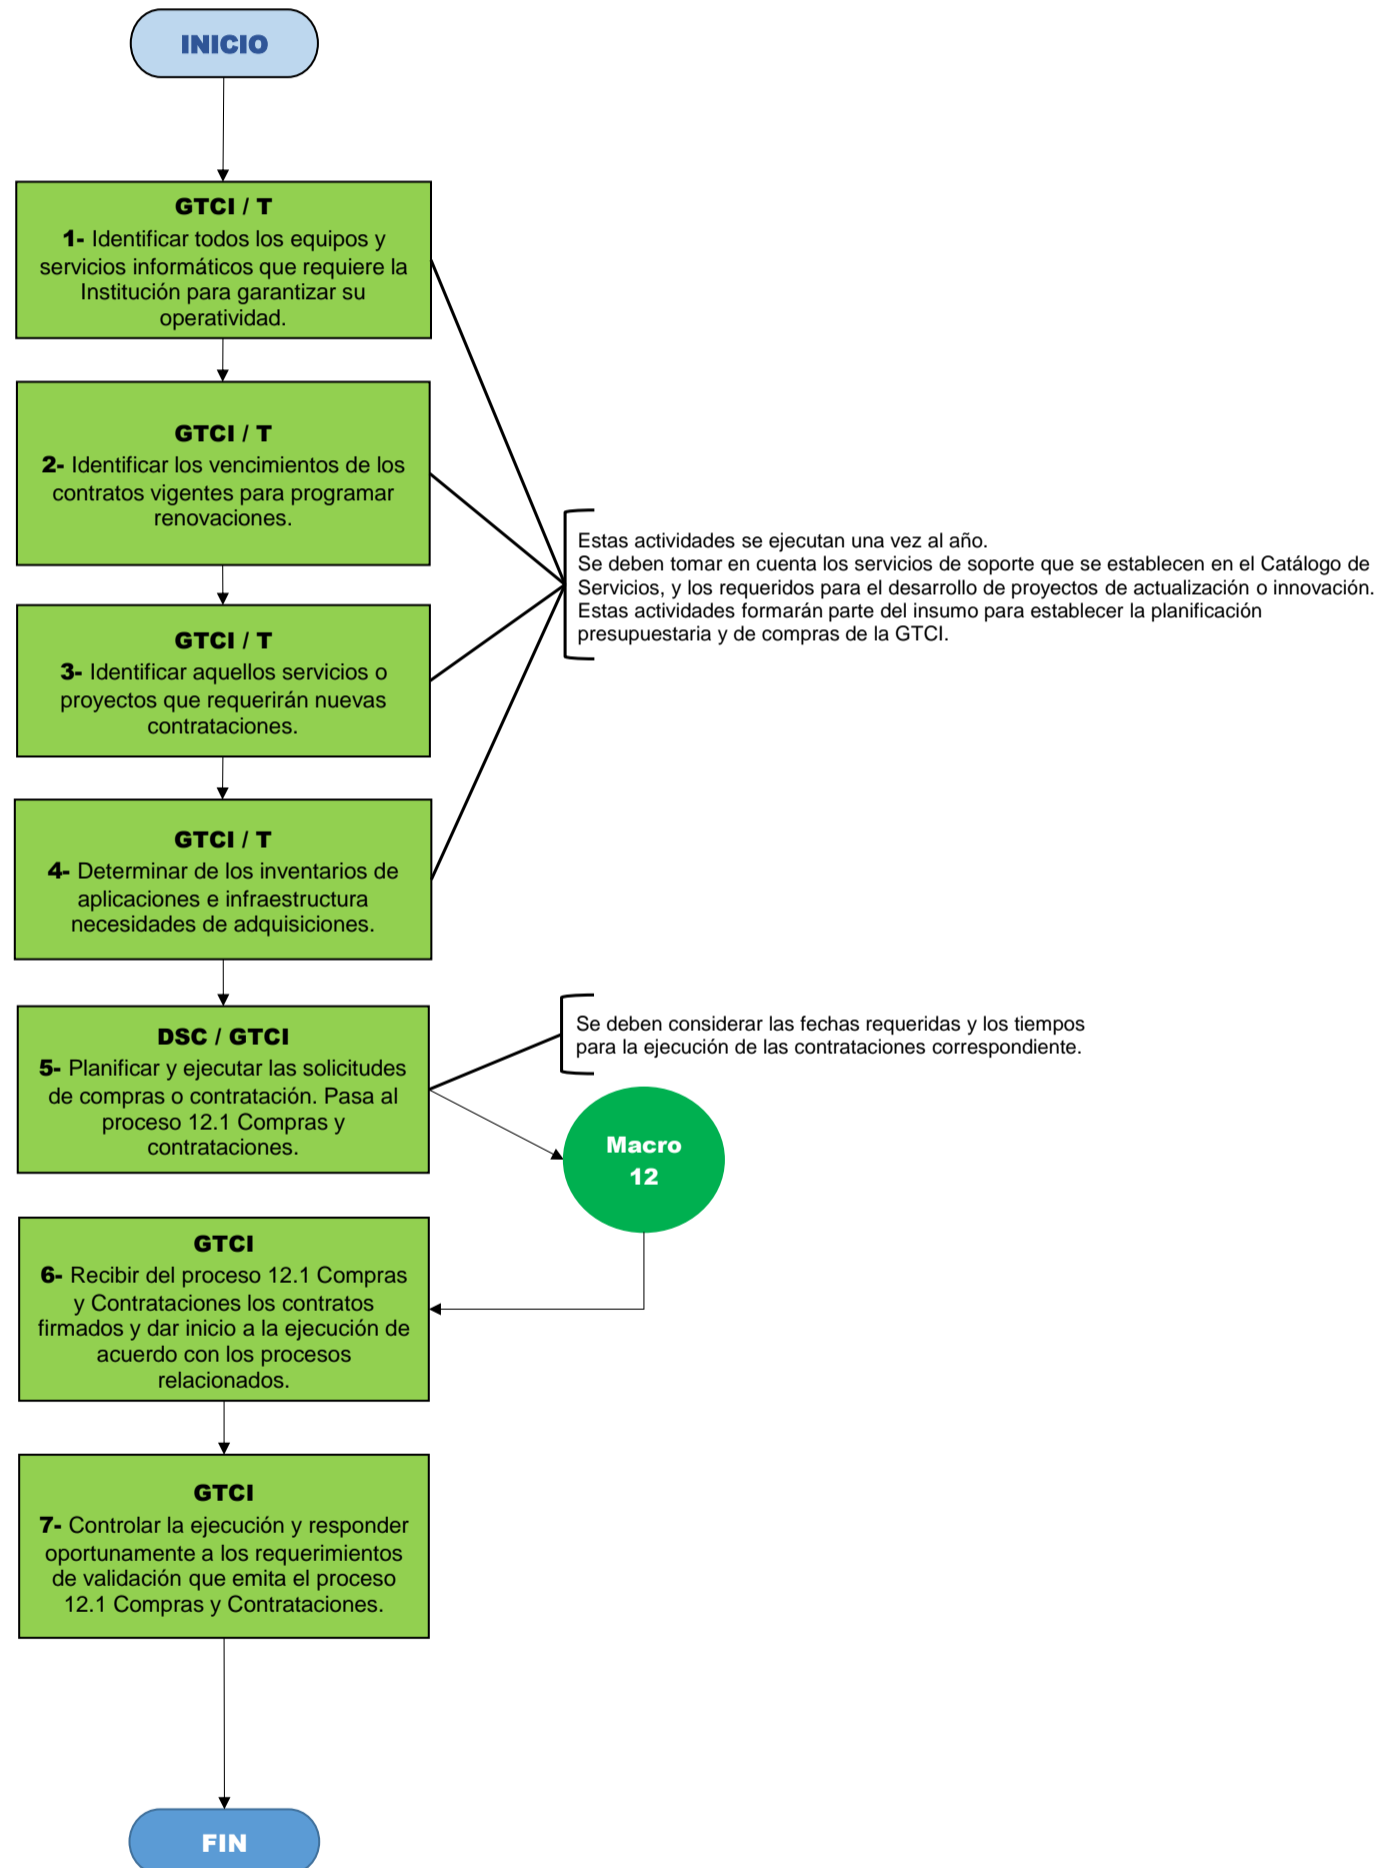 INICIO
GTCI / T
1- Identificar todos los equipos y
servicios informáticos que requiere la
Institución para garantizar su
operatividad.
GTCI / T
2- Identificar los vencimientos de los
contratos vigentes para programar
renovaciones.
Estas actividades se ejecutan una vez al año.
Se deben tomar en cuenta los servicios de soporte que se establecen en el Catálogo de
Servicios, y los requeridos para el desarrollo de proyectos de actualización o innovación.
Estas actividades formarán parte del insumo para establecer la planificación
presupuestaria y de compras de la GTCI.
GTCI / T
3- Identificar aquellos servicios o
proyectos que requerirán nuevas
contrataciones.
GTCI / T
4- Determinar de los inventarios de
aplicaciones e infraestructura
necesidades de adquisiciones.
DSC / GTCI
5- Planificar y ejecutar las solicitudes
de compras o contratación. Pasa al
proceso 12.1 Compras y
contrataciones.
Se deben considerar las fechas requeridas y los tiempos
para la ejecución de las contrataciones correspondiente.
Macro
12
GTCI
6- Recibir del proceso 12.1 Compras
y Contrataciones los contratos
firmados y dar inicio a la ejecución de
acuerdo con los procesos
relacionados.
GTCI
7- Controlar la ejecución y responder
oportunamente a los requerimientos
de validación que emita el proceso
12.1 Compras y Contrataciones.
FIN